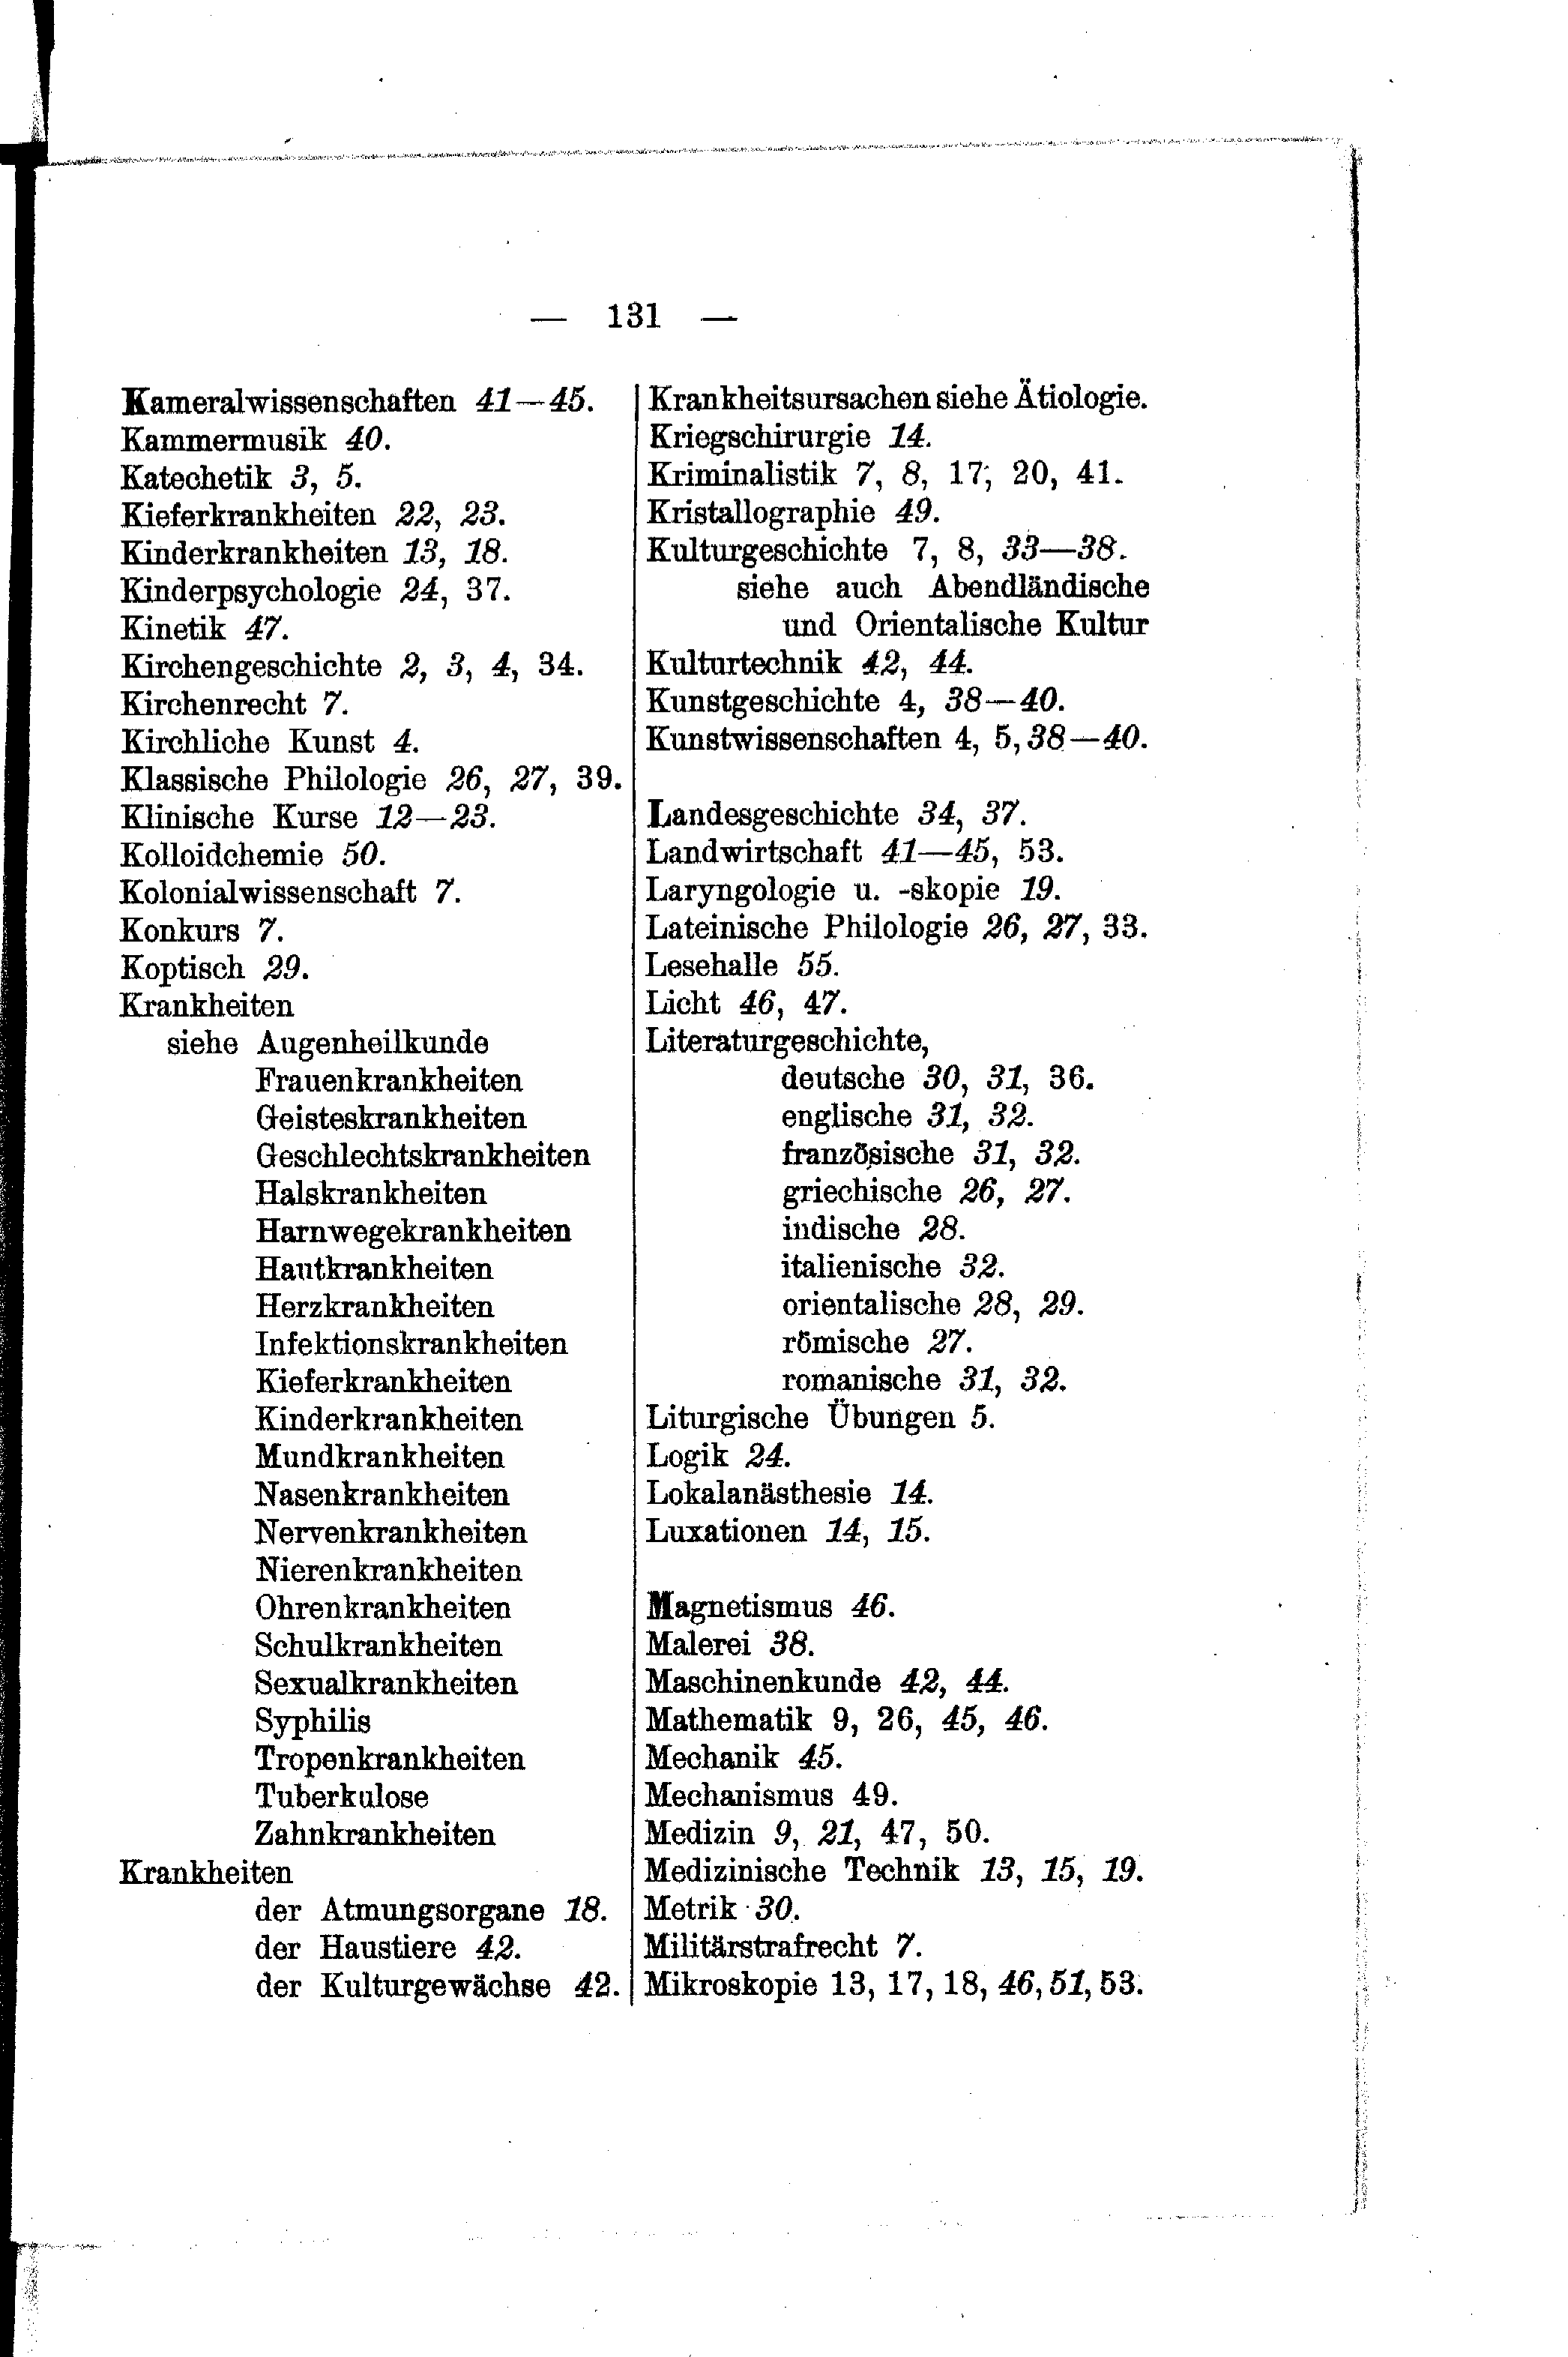 — 131 —
Kameralwissenschaften 41—45.
Kammermusik 40.
Katechetik 3, 5.
Kieferkrankheiten 22, 23.
Kinderkrankheiten 13, 18.
Kinderpsychologie 24, 37.
Kinetik 47.
Kirchengeschichte 2, 3, 4, 34.
Kirchenrecht 7.
Kirchliche Kunst 4.
Klassische Philologie 26, 27, 39.
Klinische Kurse 12—23.
Kolloidchemie 50.
Kolonialwissenschaft 7.
Konkurs 7.
Koptisch 29.
Krankheiten
siehe Augenheilkunde
Frauenkrankheiten
Geisteskrankheiten
Geschlechtskrankheiten
Halskrankheiten
Harnwegekrankheiten
Hautkrankheiten
Herzkrankheiten
Infektionskrankheiten
Kieferkrankheiten
Kinderkrankheiten
Mundkrankheiten
Nasenkrankheiten
Nervenkrankheiten
Nierenkrankheiten
Ohrenkrankheiten
Schulkrankheiten
Sexualkrankheiten
Syphilis
Tropenkrankheiten
Tuberkulose
Zahnkrankheiten
Krankheiten
der Atmungsorgane 18.
der Haustiere 42.
der Kulturgewächse 42.
Krankheitsursachen siehe Ätiologie.
Kriegschirurgie 14.
Kriminalistik 7, 8, 17; 20, 41.
Kristallographie 49.
Kulturgeschichte 7, 8, 33—38.
siehe auch Abendländische
und Orientalische Kultur
Kulturtechnik 42, 44.
Kunstgeschichte 4, 38—40.
Kunstwissenschaften 4, 5, 38—40.
Landesgeschichte 34, 37.
Landwirtschaft 41—45, 53.
Laryngologie u. -skopie 19.
Lateinische Philologie 26, 27, 33.
Lesehalle 55.
Licht 46, 47.
Literaturgeschichte,
deutsche 30, 31, 36.
englische 31, 32.
französische 31, 32.
griechische 26, 27.
indische 28.
italienische 32.
orientalische 28, 29.
römische 27.
romanische 31, 32.
Liturgische Übungen 5.
Logik 24.
Lokalanästhesie 14.
Luxationen 14, 15.
Magnetismus 46.
Malerei 38.
Maschinenkunde 42, 44.
Mathematik 9, 26, 45, 46.
Mechanik 45.
Mechanismus 49.
Medizin 9, 21, 47, 50.
Medizinische Technik 13, 15, 19.
Metrik 30.
Militärstrafrecht 7.
Mikroskopie 13, 17, 18, 46, 51, 53.